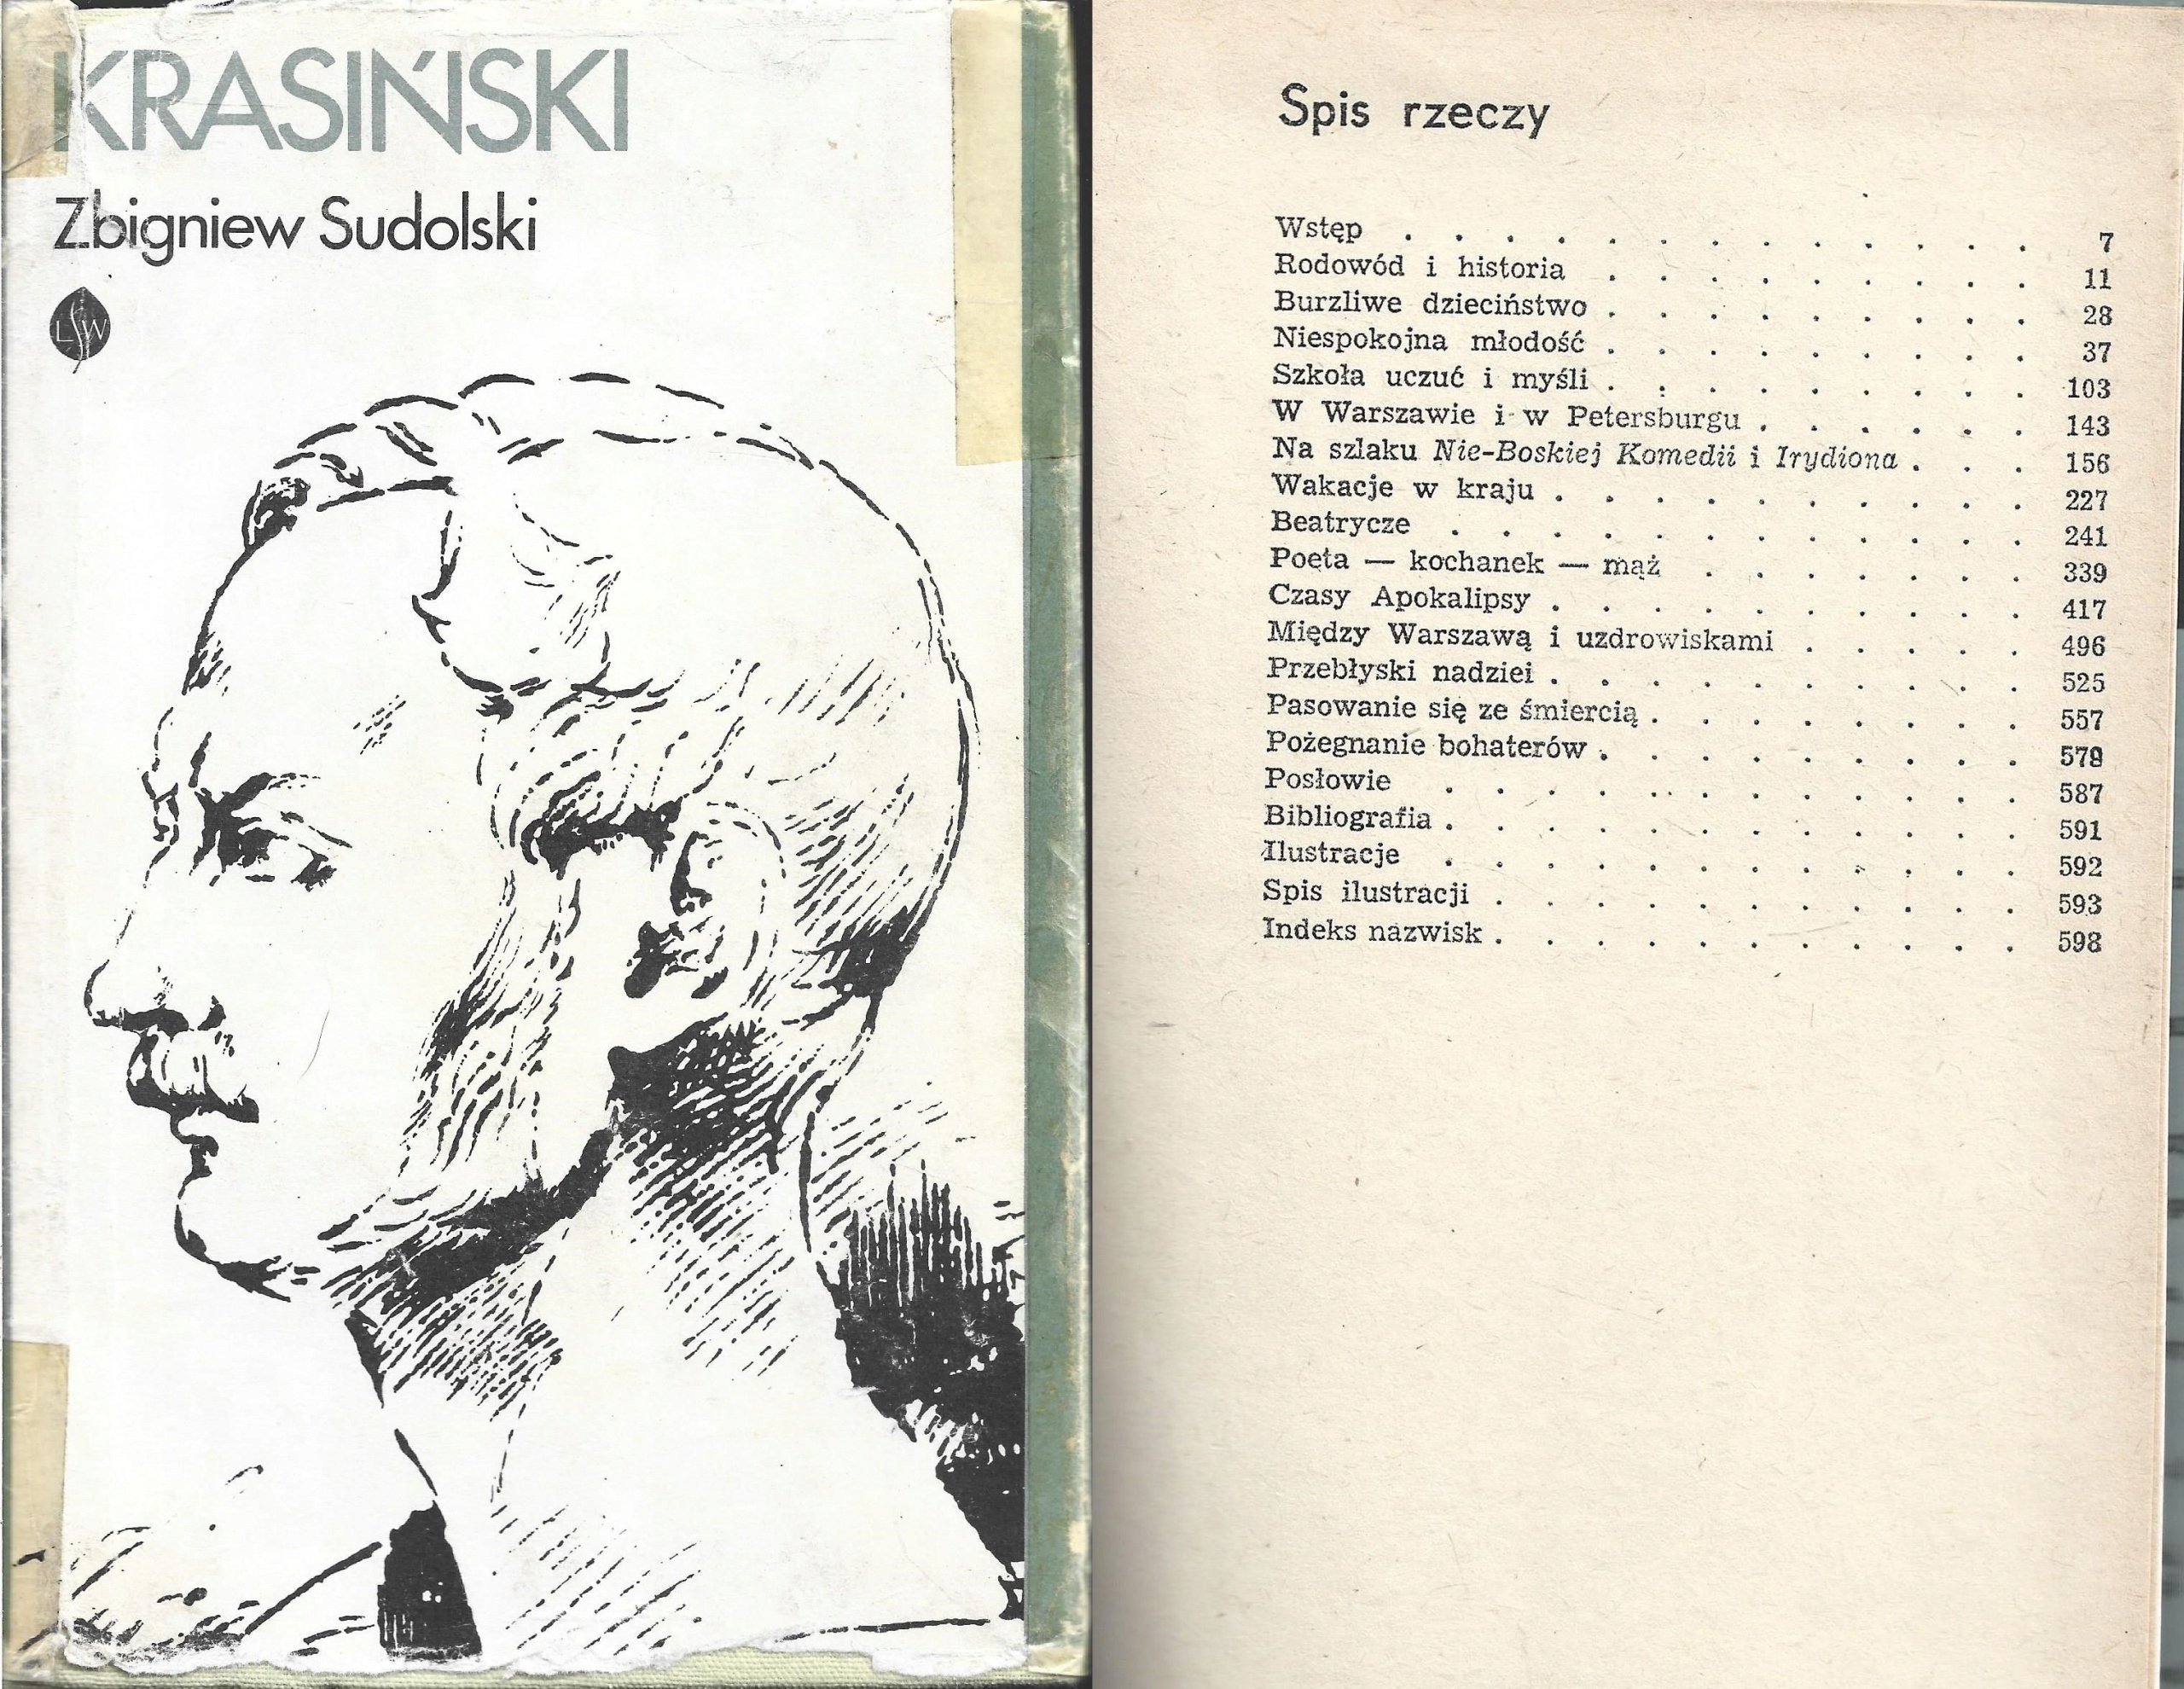 KRASIŃSKI
Zbigniew Sudolski
LSW
Spis rzeczy
Wstęp . . . . . . . . . . . . . 7
Rodowód i historia . . . . . . . . . 11
Burzliwe dzieciństwo . . . . . . . . . 28
Niespokojna młodość . . . . . . . . . 37
Szkoła uczuć i myśli . . . . . . . . . 103
W Warszawie i w Petersburgu . . . . . . 143
Na szlaku Nie-Boskiej Komedii i Irydiona . . . 156
Wakacje w kraju . . . . . . . . . . 227
Beatrycze . . . . . . . . . . . . 241
Poeta — kochanek — mąż . . . . . . . 339
Czasy Apokalipsy . . . . . . . . . . 417
Między Warszawą i uzdrowiskami . . . . . 496
Przebłyski nadziei . . . . . . . . . . 525
Pasowanie się ze śmiercią . . . . . . . . 557
Pożegnanie bohaterów . . . . . . . . . 579
Posłowie . . . . . . . . . . . . 587
Bibliografia . . . . . . . . . . . . 591
Ilustracje . . . . . . . . . . . . 592
Spis ilustracji . . . . . . . . . . . 593
Indeks nazwisk . . . . . . . . . . . 598